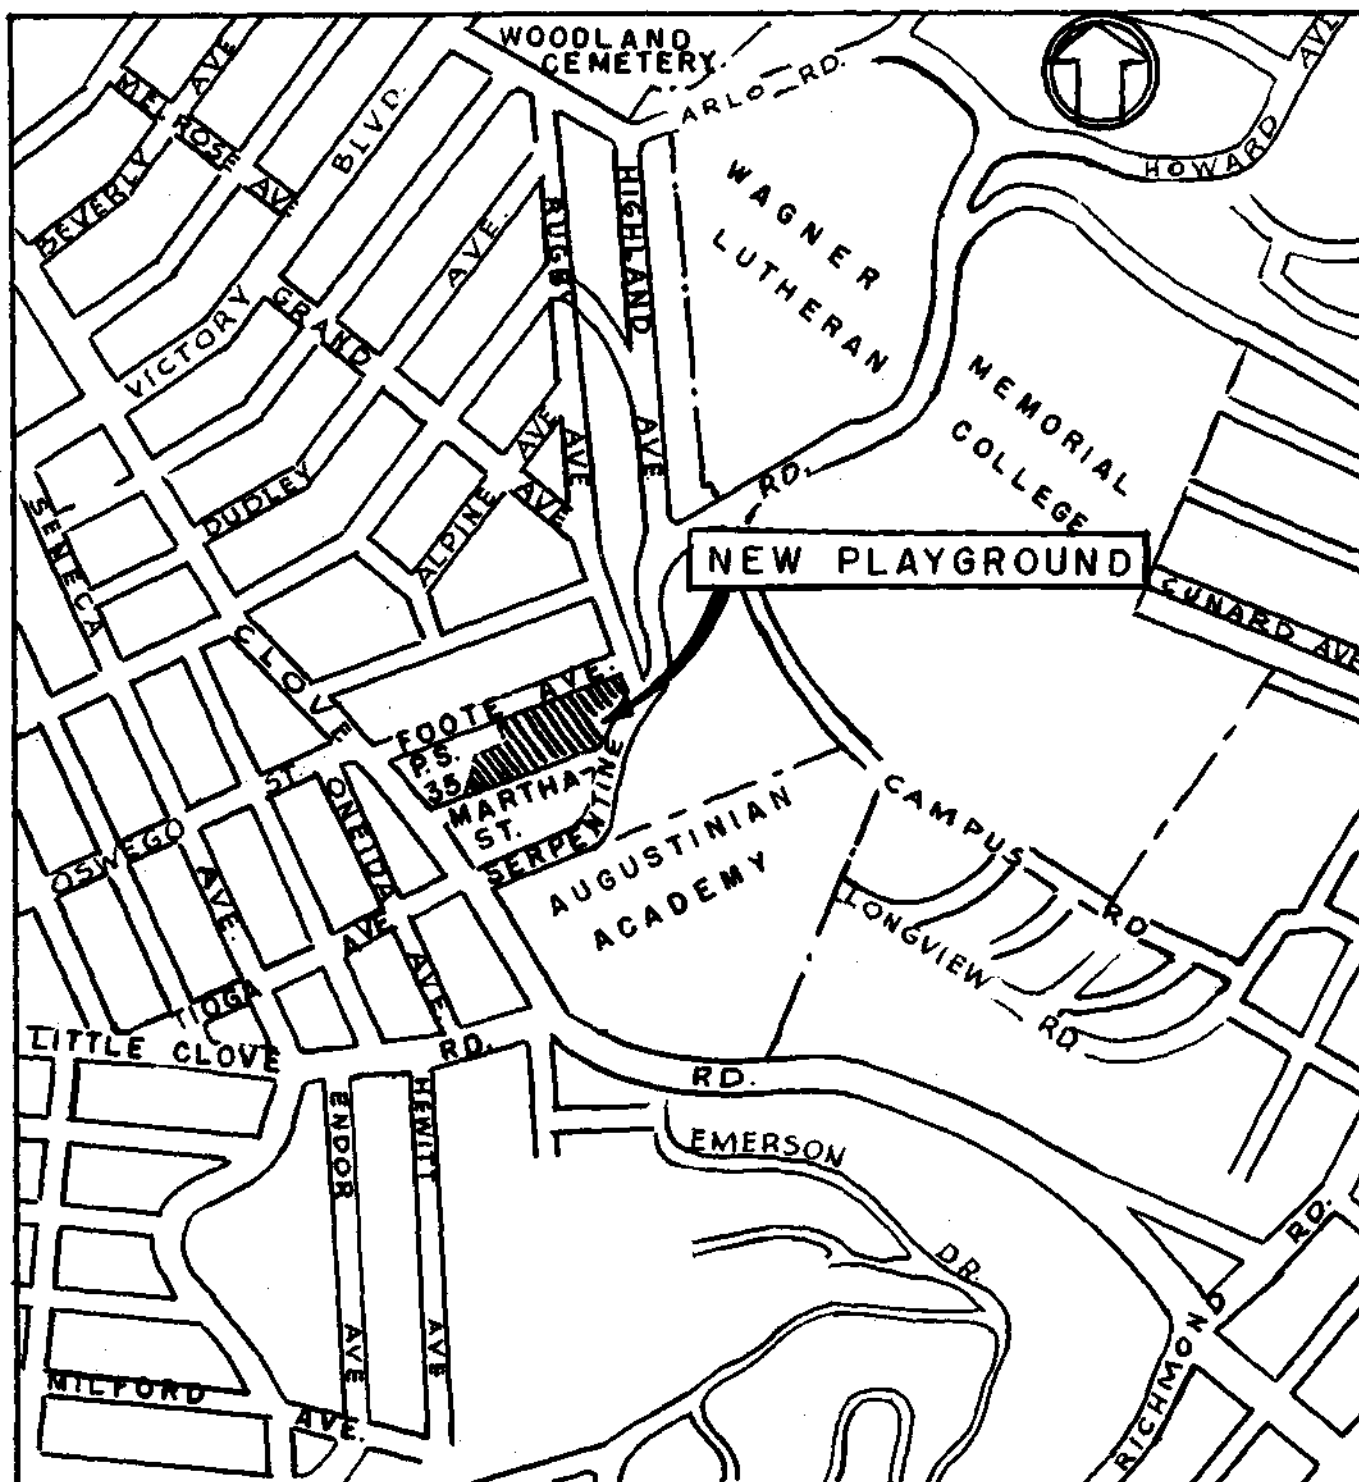 WOODLAND
CEMETERY.
ARLO RD.
HOWARD AVE
MELROSE AVE
BEVERLY AVE
VICTORY BLVD.
GRAND AVE
DUDLEY AVE.
ALPINE AVE
RUGBY AVE
HIGHLAND AVE
WAGNER
LUTHERAN
MEMORIAL
COLLEGE
RD.
NEW PLAYGROUND
CUNARD AVE
SENECA AVE.
CLOVE RD.
FOOTE AVE.
P.S.
35
MARTHA
ST.
SERPENTINE
AUGUSTINIAN
ACADEMY
CAMPUS RD
LONGVIEW RD
OSWEGO ST.
ONEIDA AVE.
TIOGA AVE
LITTLE CLOVE RD.
ENDOR AVE
HEWITT AVE
EMERSON DR.
RICHMOND RD.
MILFORD AVE.